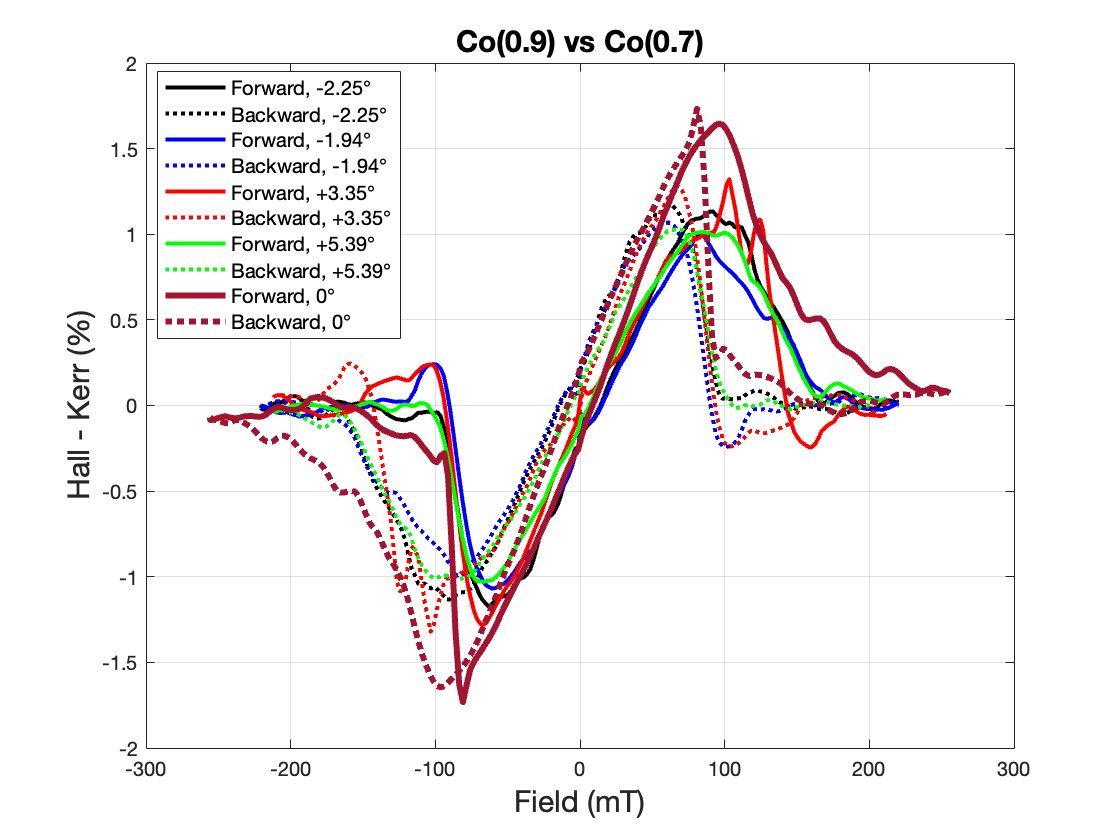 Co(0.9) vs Co(0.7)
Forward, -2.25°
Backward, -2.25°
Forward, -1.94°
Backward, -1.94°
Forward, +3.35°
Backward, +3.35°
Forward, +5.39°
Backward, +5.39°
Forward, 0°
Backward, 0°
Hall - Kerr (%)
2
1.5
1
0.5
0
-0.5
-1
-1.5
-2
-300 -200 -100 0 100 200 300
Field (mT)